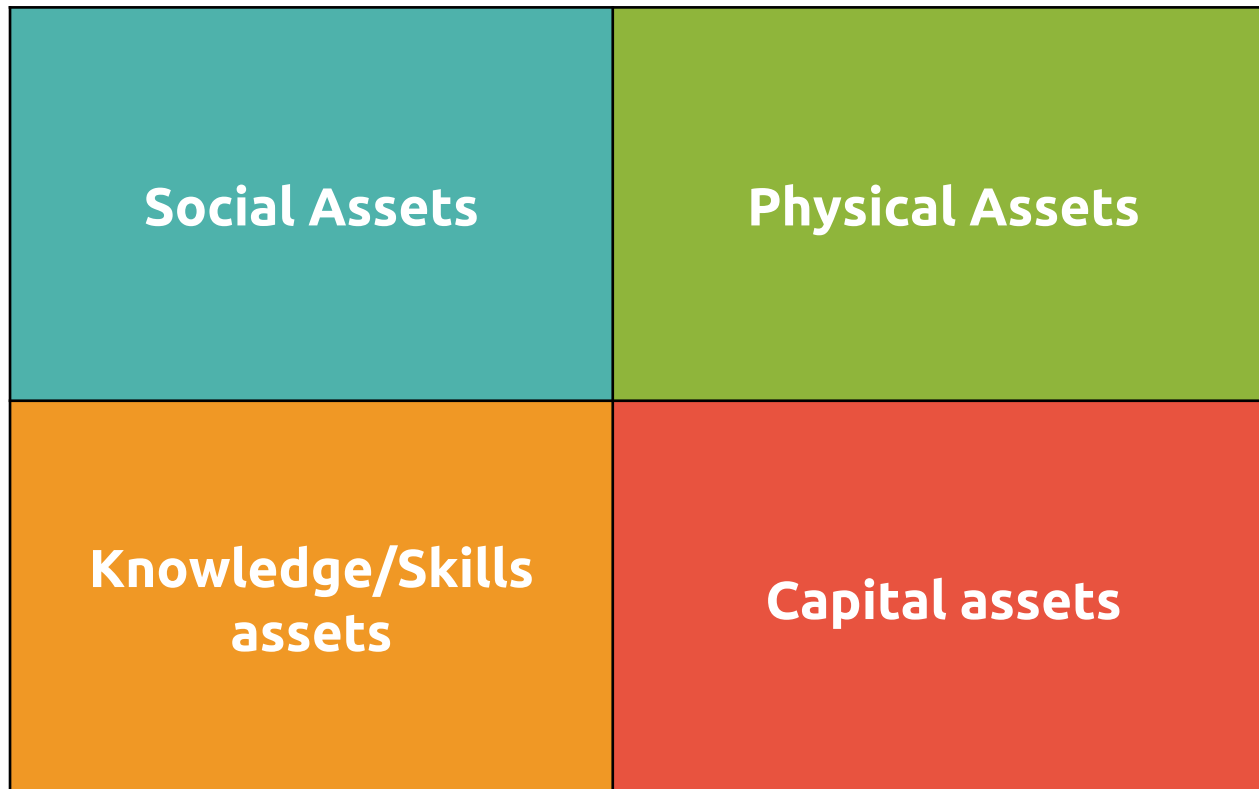 Social Assets
Physical Assets
Knowledge/Skills
assets
Capital assets